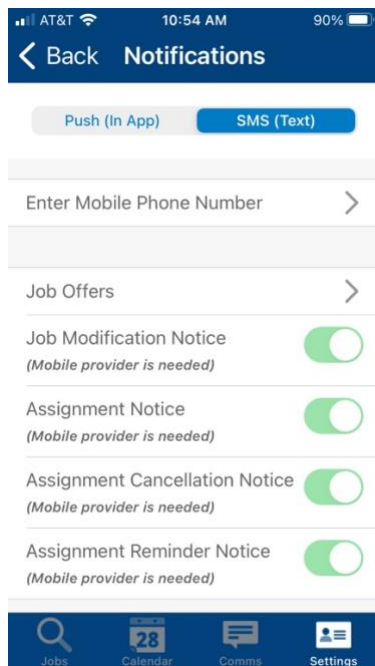 AT&T 10:54 AM 90%
Back Notifications
Push (In App) SMS (Text)
Enter Mobile Phone Number
Job Offers
Job Modification Notice
(Mobile provider is needed)
Assignment Notice
(Mobile provider is needed)
Assignment Cancellation Notice
(Mobile provider is needed)
Assignment Reminder Notice
(Mobile provider is needed)
28
Jobs Calendar Comms Settings